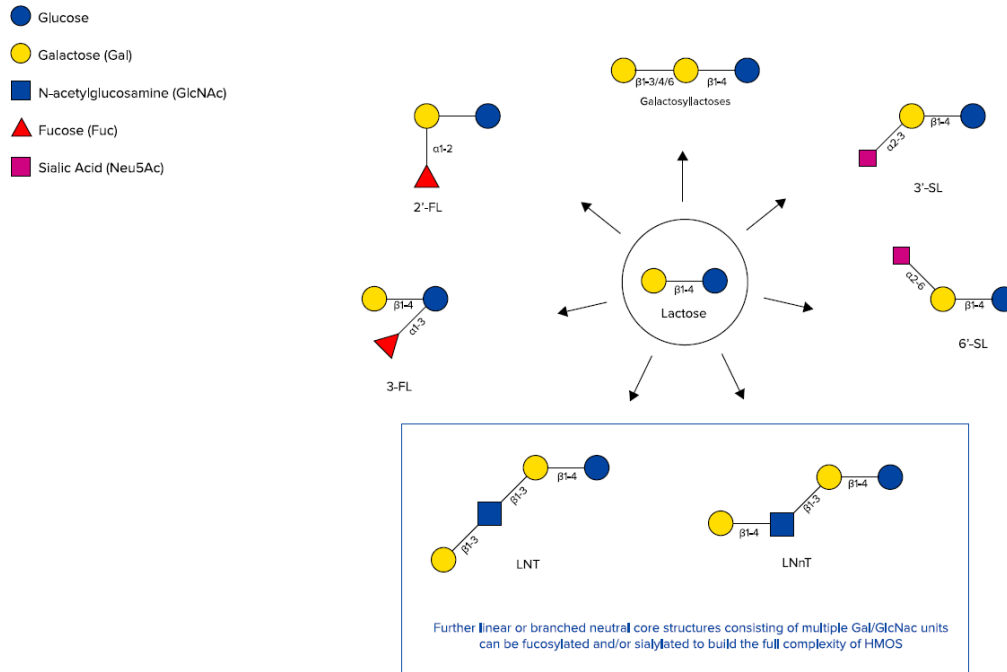 Glucose
Galactose (Gal)
N-acetylglucosamine (GlcNAc)
Fucose (Fuc)
Sialic Acid (Neu5Ac)
β1-3/4/6
β1-4
Galactosyllactoses
α1-2
2'-FL
β1-4
α2-3
3'-SL
β1-4
α1-3
3-FL
β1-4
Lactose
α2-6
β1-4
6'-SL
β1-4
β1-3
β1-3
LNT
β1-4
β1-3
β1-4
LNnT
Further linear or branched neutral core structures consisting of multiple Gal/GlcNac units
can be fucosylated and/or sialylated to build the full complexity of HMOS